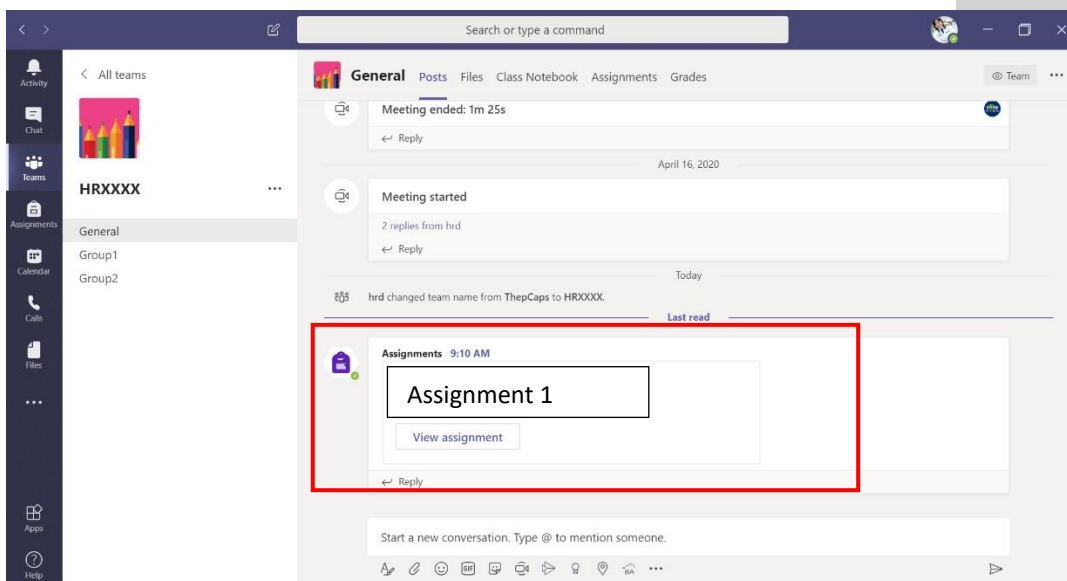 Search or type a command
Activity
Chat
Teams
Assignments
Calendar
Calls
Files
Apps
Help
All teams
HRXXXX
General
Group1
Group2
General Posts Files Class Notebook Assignments Grades
Team
Meeting ended: 1m 25s
Reply
April 16, 2020
Meeting started
2 replies from hrd
Reply
Today
hrd changed team name from ThepCaps to HRXXXX.
Last read
Assignments 9:10 AM
Assignment 1
View assignment
Reply
Start a new conversation. Type @ to mention someone.
GIF